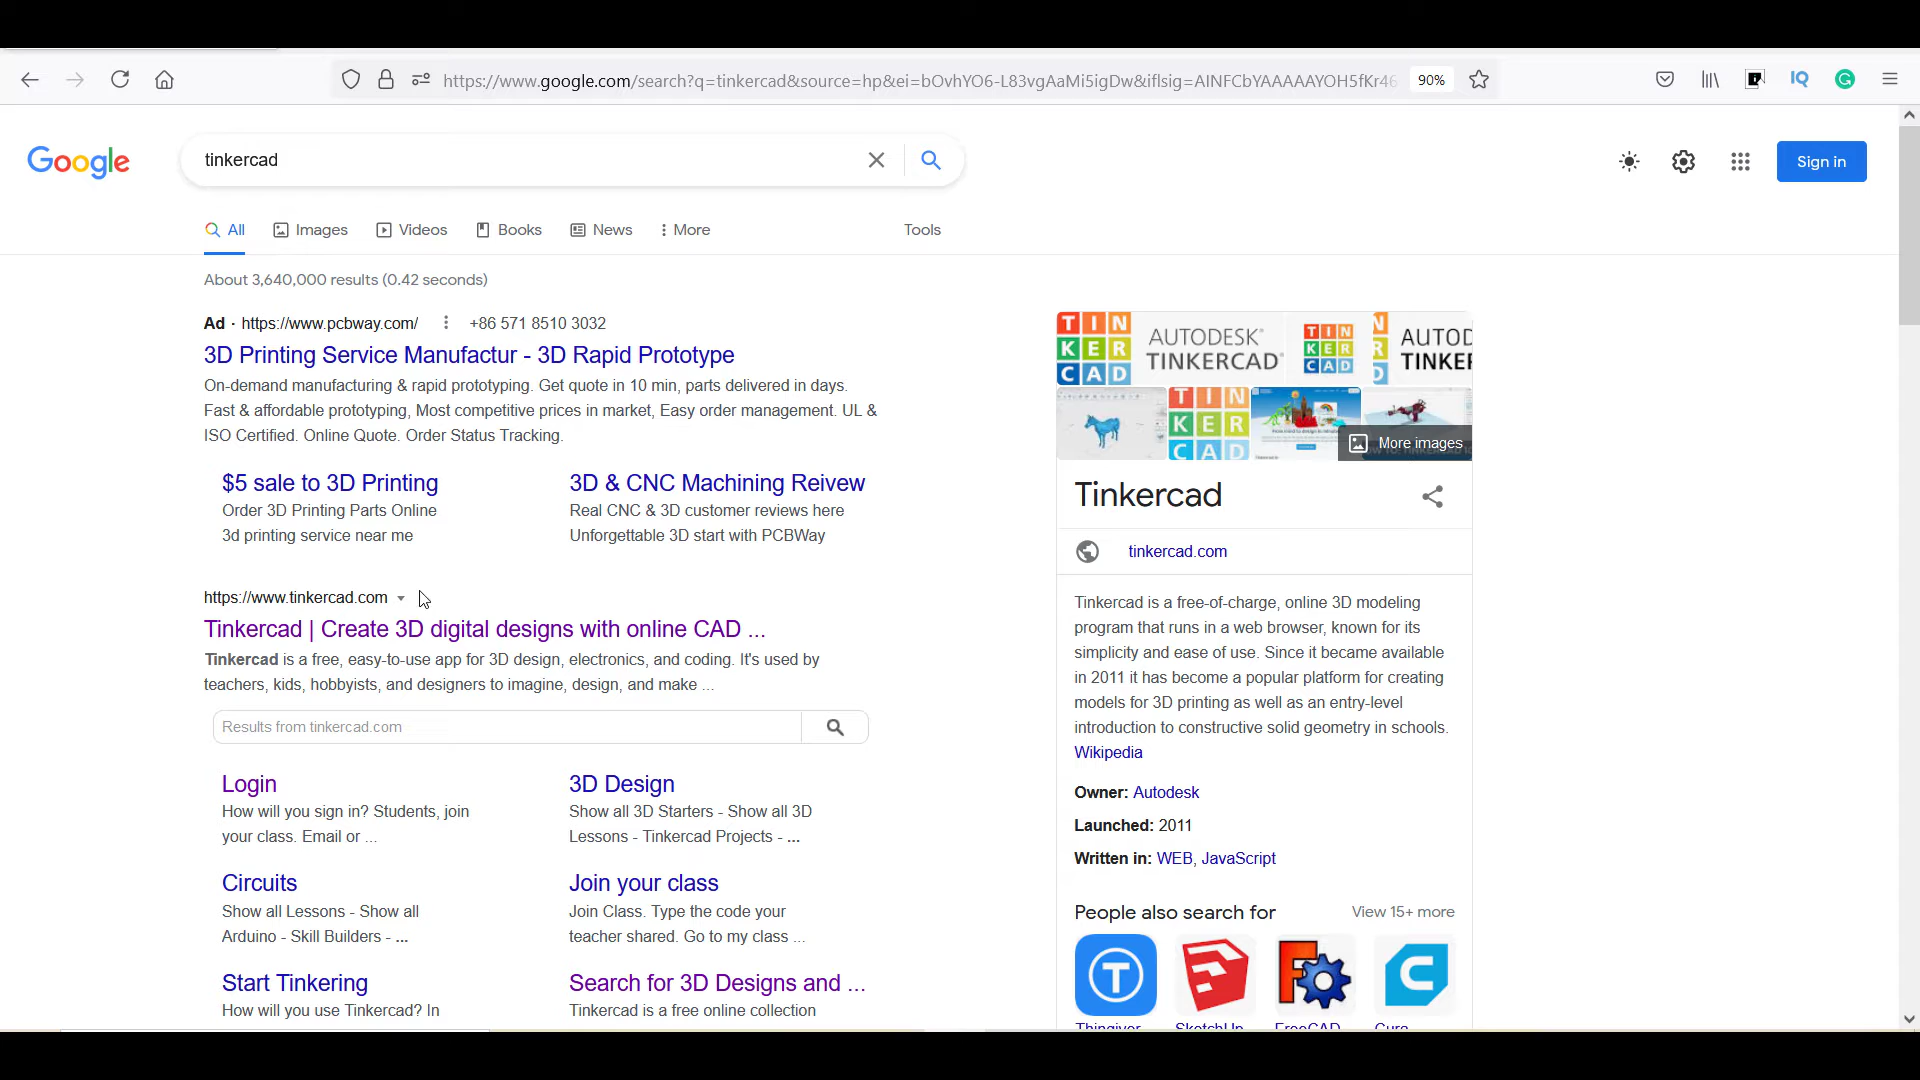 https://www.google.com/search?q=tinkercad&source=hp&ei=bOvhYO6-L83vgAaMi5igDw&iflsig=AINFCbYAAAAAYOH5fKr46
90%
IQ
G
Google
tinkercad
Sign in
All
Images
Videos
Books
News
More
Tools
About 3,640,000 results (0.42 seconds)
Ad · https://www.pcbway.com/ +86 571 8510 3032
3D Printing Service Manufactur - 3D Rapid Prototype
On-demand manufacturing & rapid prototyping. Get quote in 10 min, parts delivered in days.
Fast & affordable prototyping, Most competitive prices in market, Easy order management. UL &
ISO Certified. Online Quote. Order Status Tracking.
$5 sale to 3D Printing
Order 3D Printing Parts Online
3d printing service near me
3D & CNC Machining Reivew
Real CNC & 3D customer reviews here
Unforgettable 3D start with PCBWay
https://www.tinkercad.com
Tinkercad | Create 3D digital designs with online CAD ...
Tinkercad is a free, easy-to-use app for 3D design, electronics, and coding. It's used by
teachers, kids, hobbyists, and designers to imagine, design, and make ...
Results from tinkercad.com
Login
How will you sign in? Students, join
your class. Email or ...
3D Design
Show all 3D Starters - Show all 3D
Lessons - Tinkercad Projects - ...
Circuits
Show all Lessons - Show all
Arduino - Skill Builders - ...
Join your class
Join Class. Type the code your
teacher shared. Go to my class ...
Start Tinkering
How will you use Tinkercad? In
Search for 3D Designs and ...
Tinkercad is a free online collection
TIN
KER
CAD
AUTODESK®
TINKERCAD®
TIN
KER
CAD
AUTOD
TINKER
TIN
KER
CAD
More images
Tinkercad
tinkercad.com
Tinkercad is a free-of-charge, online 3D modeling
program that runs in a web browser, known for its
simplicity and ease of use. Since it became available
in 2011 it has become a popular platform for creating
models for 3D printing as well as an entry-level
introduction to constructive solid geometry in schools.
Wikipedia
Owner: Autodesk
Launched: 2011
Written in: WEB, JavaScript
People also search for
View 15+ more
Thingiver
SketchUp
FreeCAD
Cura